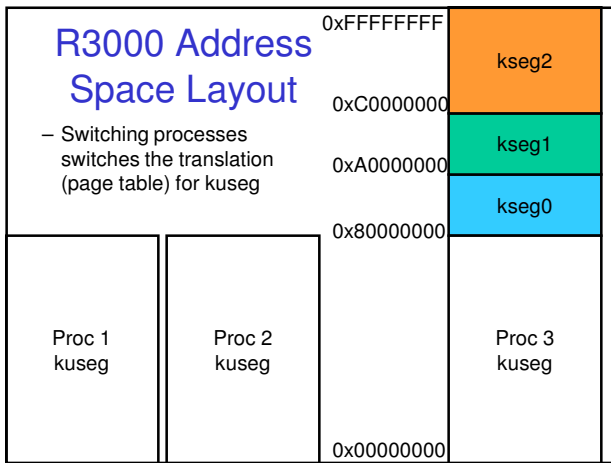 R3000 Address
Space Layout
– Switching processes
switches the translation
(page table) for kuseg
0xFFFFFFFF
kseg2
0xC0000000
kseg1
0xA0000000
kseg0
0x80000000
Proc 1
kuseg
Proc 2
kuseg
Proc 3
kuseg
0x00000000